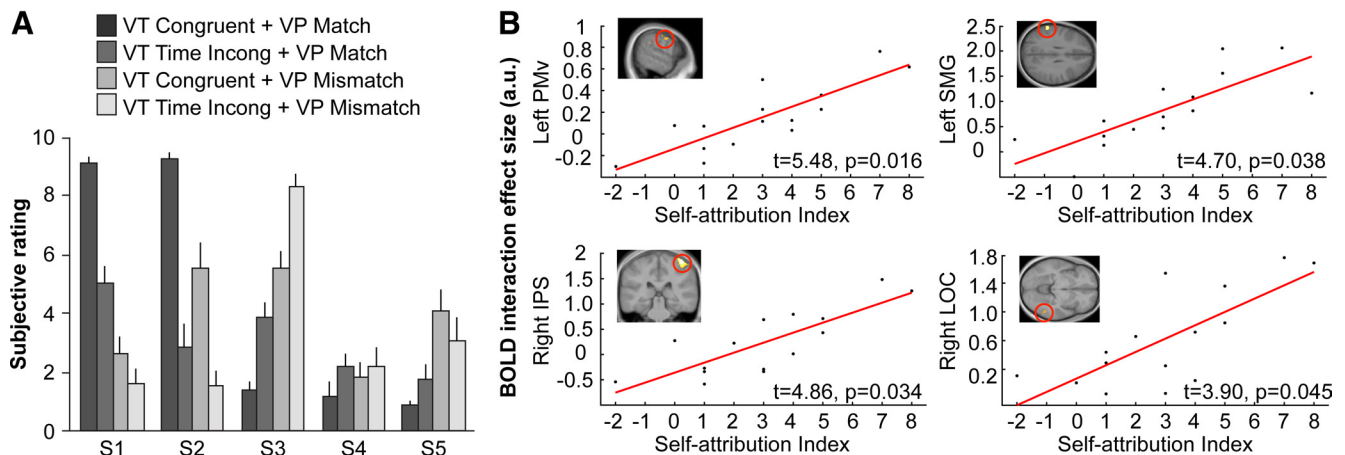 A
VT Congruent + VP Match
VT Time Incong + VP Match
VT Congruent + VP Mismatch
VT Time Incong + VP Mismatch
Subjective rating
10
8
6
4
2
0
S1 S2 S3 S4 S5
B
BOLD interaction effect size (a.u.)
Left PMv
1
0.8
0.6
0.4
0.2
0
-0.2
t=5.48, p=0.016
-2 -1 0 1 2 3 4 5 6 7 8
Self-attribution Index
Left SMG
2.5
2.0
1.5
1.0
0.5
0
t=4.70, p=0.038
-2 -1 0 1 2 3 4 5 6 7 8
Self-attribution Index
Right IPS
2
1.5
1.0
0.5
0
-0.5
t=4.86, p=0.034
-2 -1 0 1 2 3 4 5 6 7 8
Self-attribution Index
Right LOC
1.8
1.4
1.0
0.6
0.2
t=3.90, p=0.045
-2 -1 0 1 2 3 4 5 6 7 8
Self-attribution Index